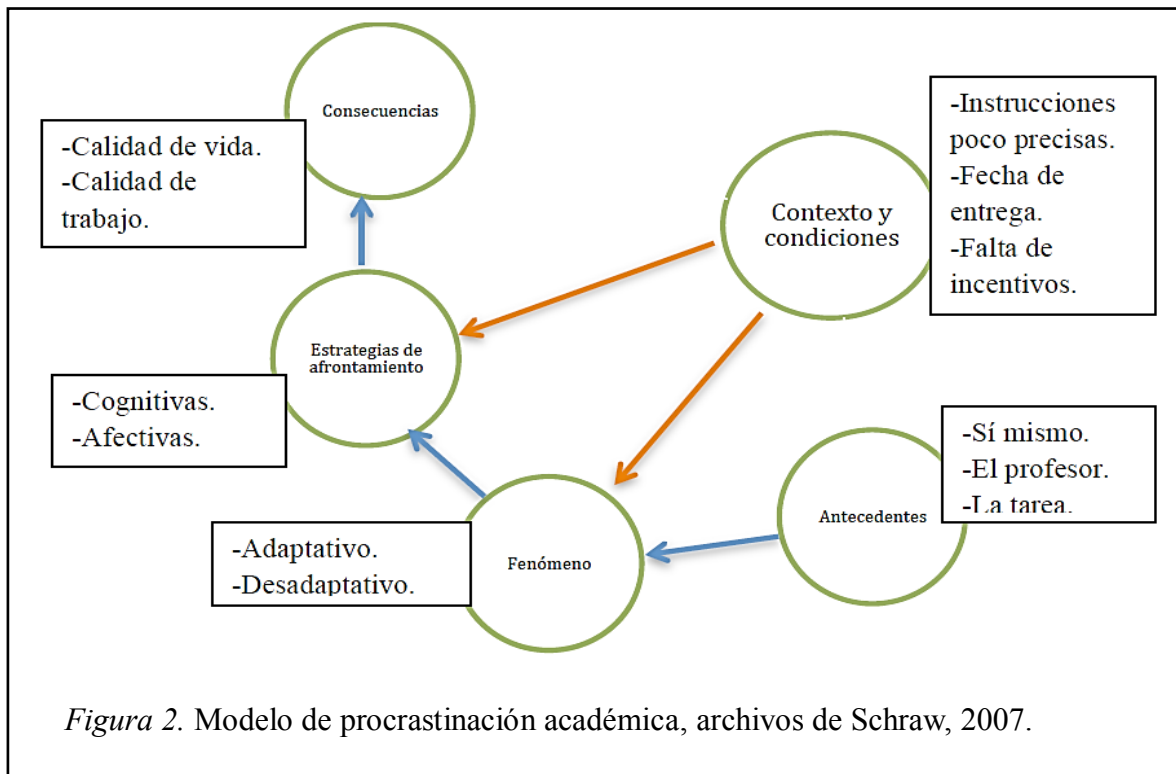 Consecuencias
-Calidad de vida.
-Calidad de
trabajo.
Contexto y
condiciones
-Instrucciones
poco precisas.
-Fecha de
entrega.
-Falta de
incentivos.
Estrategias de
afrontamiento
-Cognitivas.
-Afectivas.
Antecedentes
-Sí mismo.
-El profesor.
-La tarea.
Fenómeno
-Adaptativo.
-Desadaptativo.
Figura 2. Modelo de procrastinación académica, archivos de Schraw, 2007.